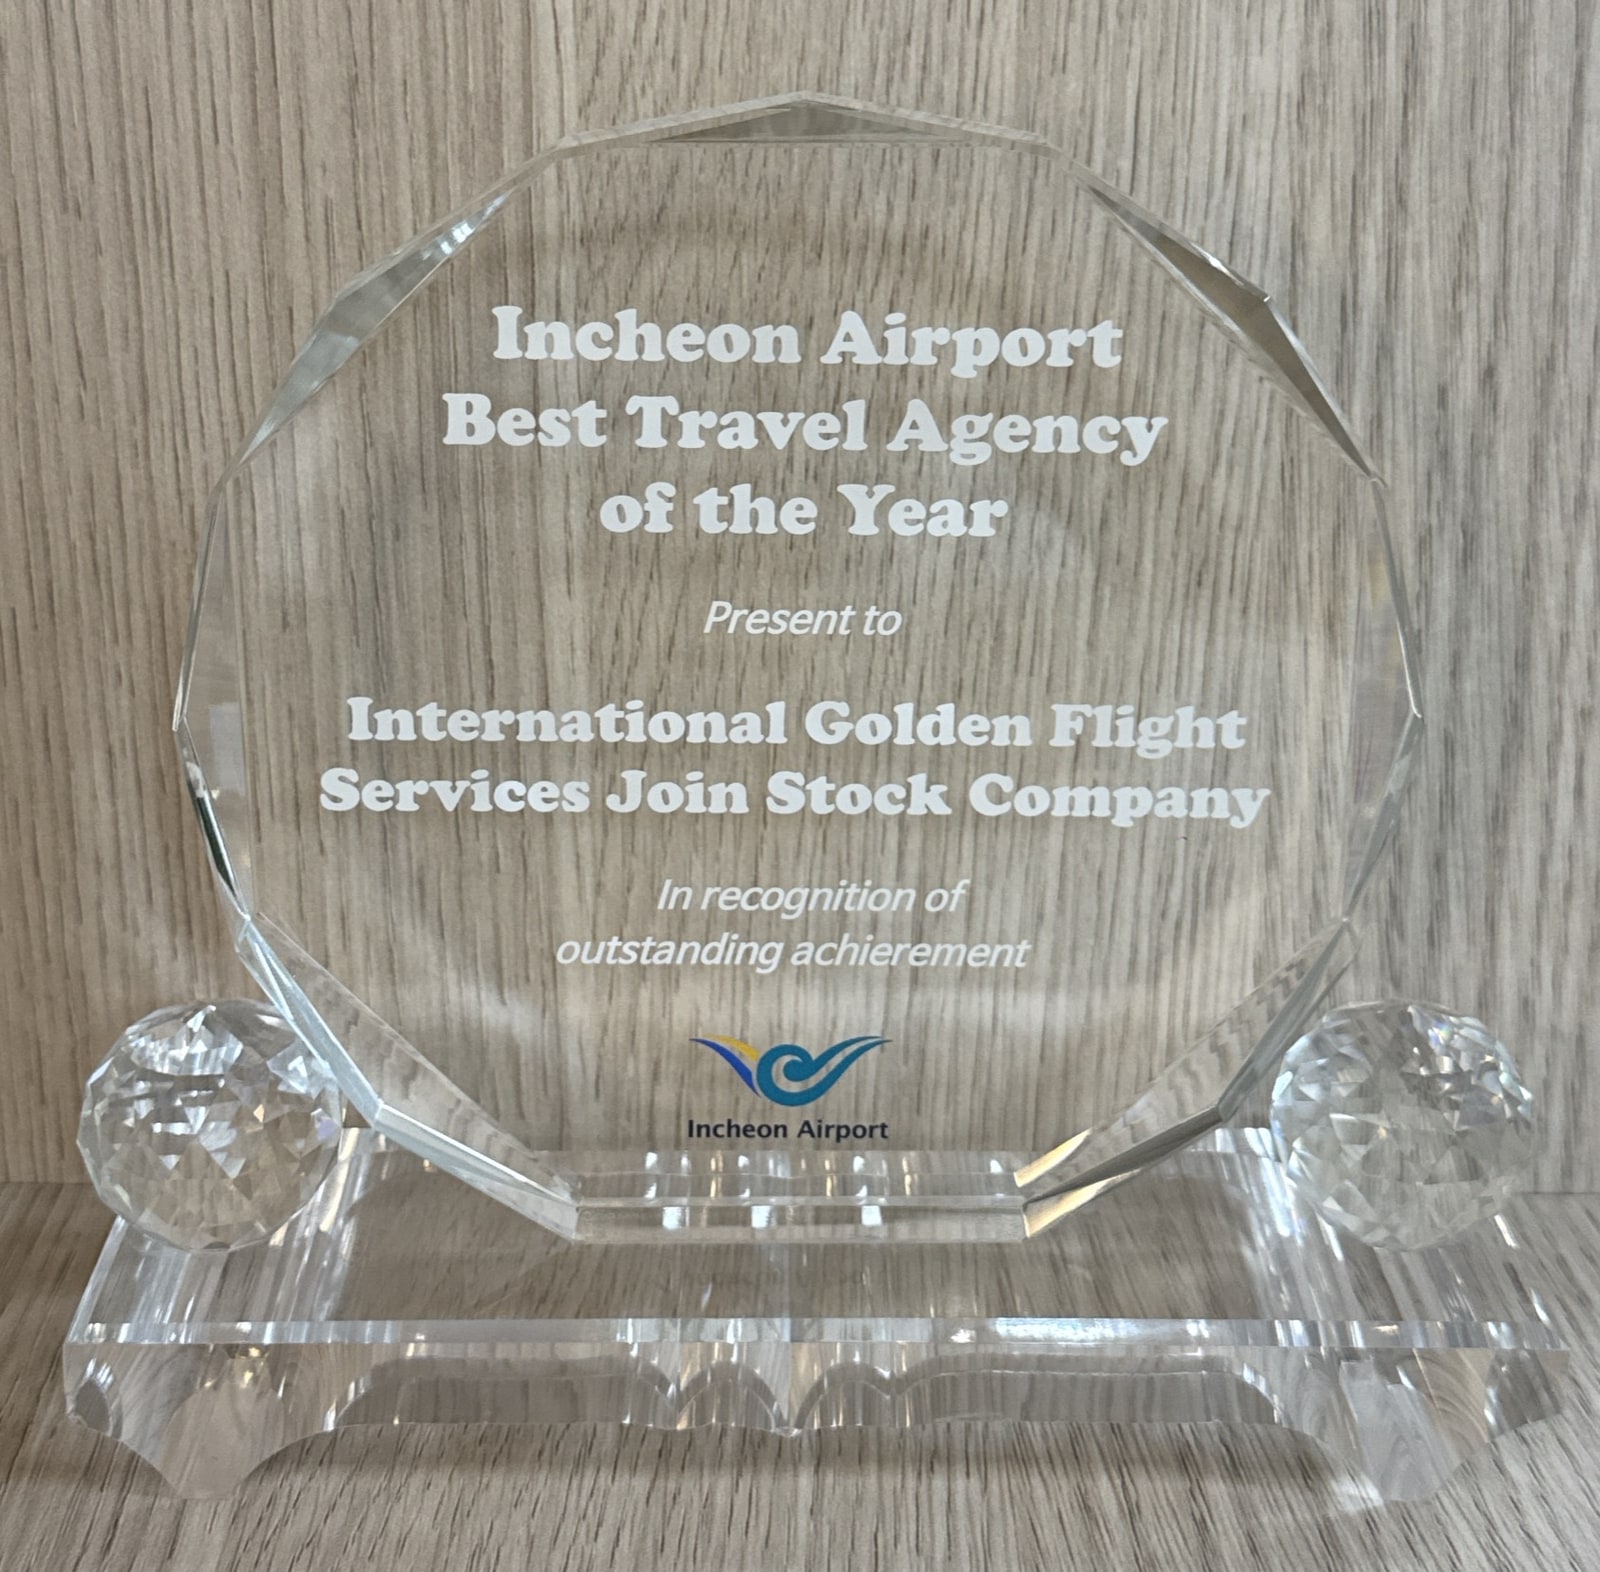 Incheon Airport
Best Travel Agency
of the Year
Present to
International Golden Flight
Services Join Stock Company
In recognition of
outstanding achierement
Incheon Airport